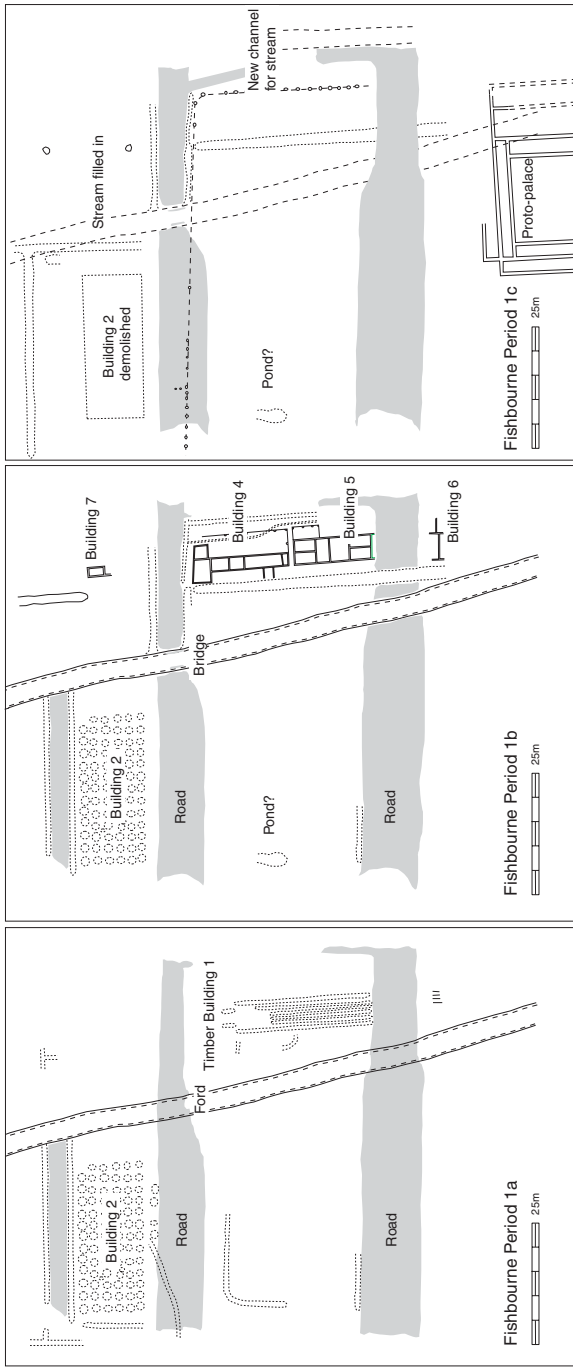 Fishbourne Period 1a
25m
Building 2
Road
Ford
Timber Building 1
Road
Fishbourne Period 1b
25m
Building 2
Road
Bridge
Building 7
Building 4
Building 5
Building 6
Pond?
Road
Fishbourne Period 1c
25m
Building 2
demolished
Stream filled in
New channel
for stream
Pond?
Proto-palace